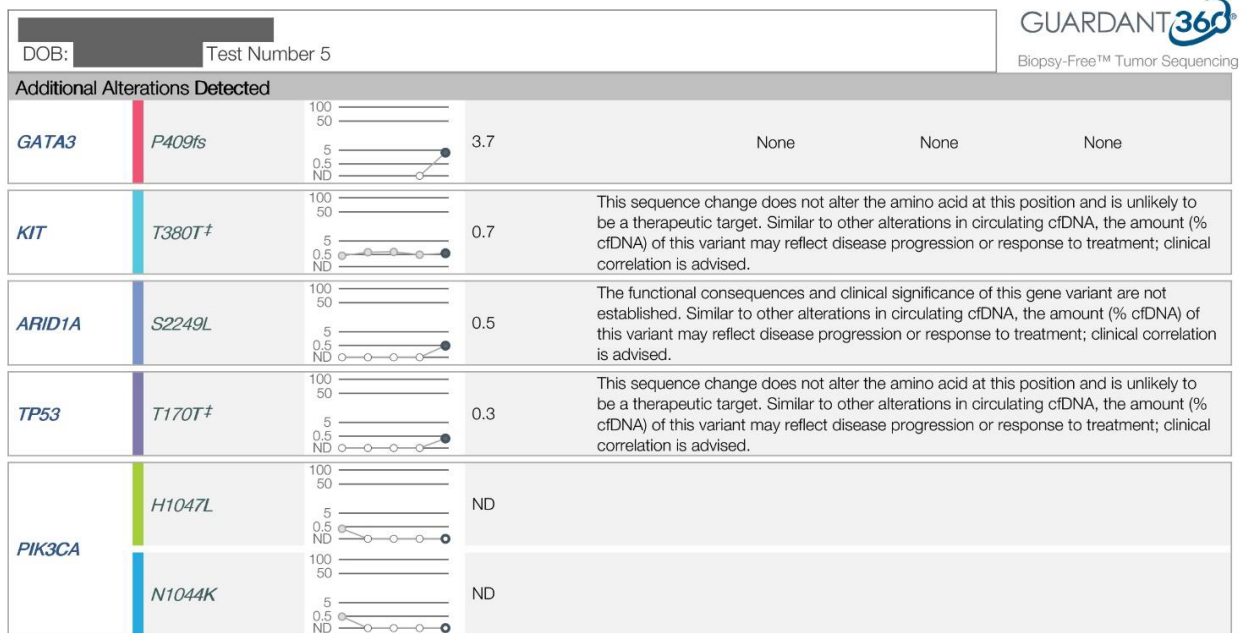 GUARDANT360®
DOB: Test Number 5
Biopsy-Free™ Tumor Sequencing
Additional Alterations Detected
GATA3 P409fs 100 50 5 0.5 ND 3.7 None None None
KIT T380T‡ 100 50 5 0.5 ND 0.7
This sequence change does not alter the amino acid at this position and is unlikely to
be a therapeutic target. Similar to other alterations in circulating cfDNA, the amount (%
cfDNA) of this variant may reflect disease progression or response to treatment; clinical
correlation is advised.
ARID1A S2249L 100 50 5 0.5 ND 0.5
The functional consequences and clinical significance of this gene variant are not
established. Similar to other alterations in circulating cfDNA, the amount (% cfDNA) of
this variant may reflect disease progression or response to treatment; clinical correlation
is advised.
TP53 T170T‡ 100 50 5 0.5 ND 0.3
This sequence change does not alter the amino acid at this position and is unlikely to
be a therapeutic target. Similar to other alterations in circulating cfDNA, the amount (%
cfDNA) of this variant may reflect disease progression or response to treatment; clinical
correlation is advised.
PIK3CA
H1047L 100 50 5 0.5 ND ND
N1044K 100 50 5 0.5 ND ND